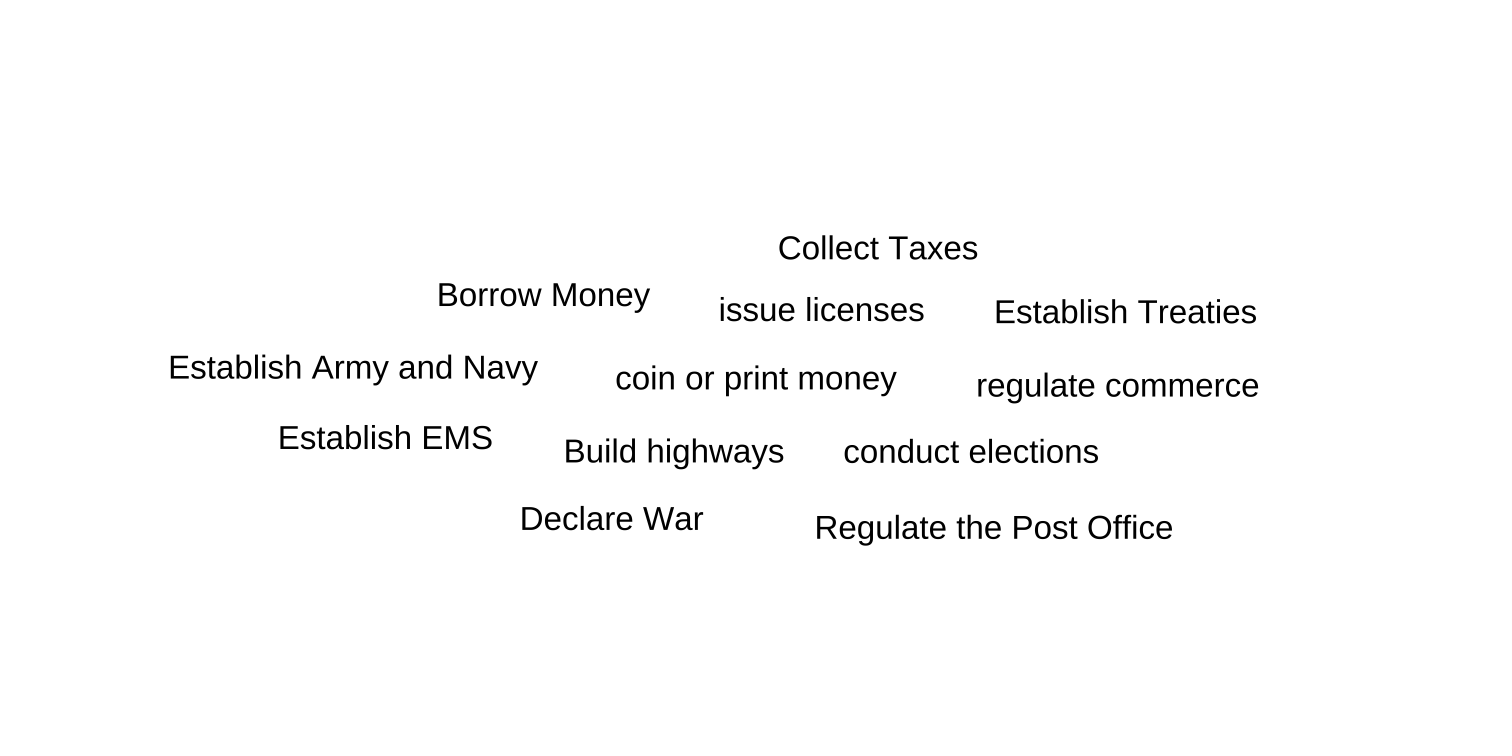 Collect Taxes
Borrow Money
issue licenses
Establish Treaties
Establish Army and Navy
coin or print money
regulate commerce
Establish EMS
Build highways
conduct elections
Declare War
Regulate the Post Office